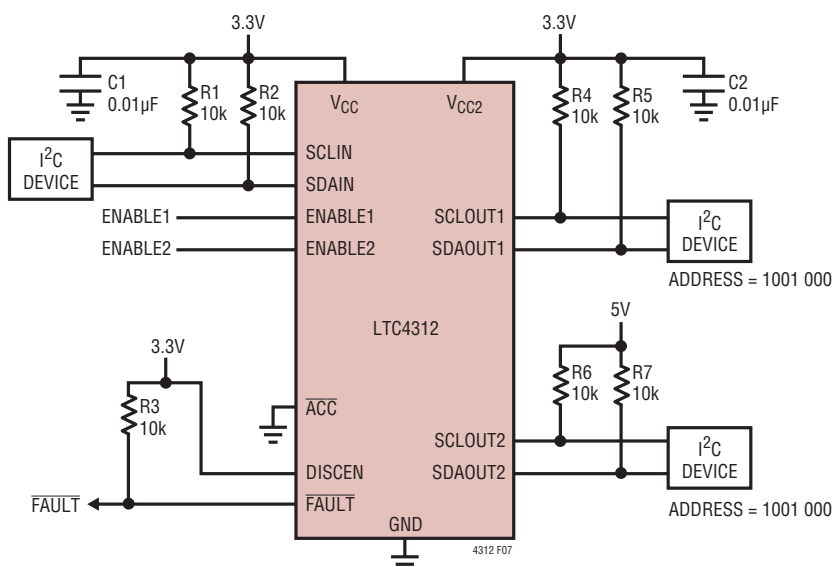 3.3V
3.3V
C1
0.01µF
R1
10k
R2
10k
VCC
VCC2
R4
10k
R5
10k
C2
0.01µF
I2C
DEVICE
SCLIN
SDAIN
ENABLE1
ENABLE1
SCLOUT1
I2C
DEVICE
ENABLE2
ENABLE2
SDAOUT1
ADDRESS = 1001 000
LTC4312
5V
3.3V
R3
10k
R6
10k
R7
10k
ACC
SCLOUT2
I2C
DEVICE
DISCEN
SDAOUT2
FAULT
FAULT
ADDRESS = 1001 000
GND
4312 F07